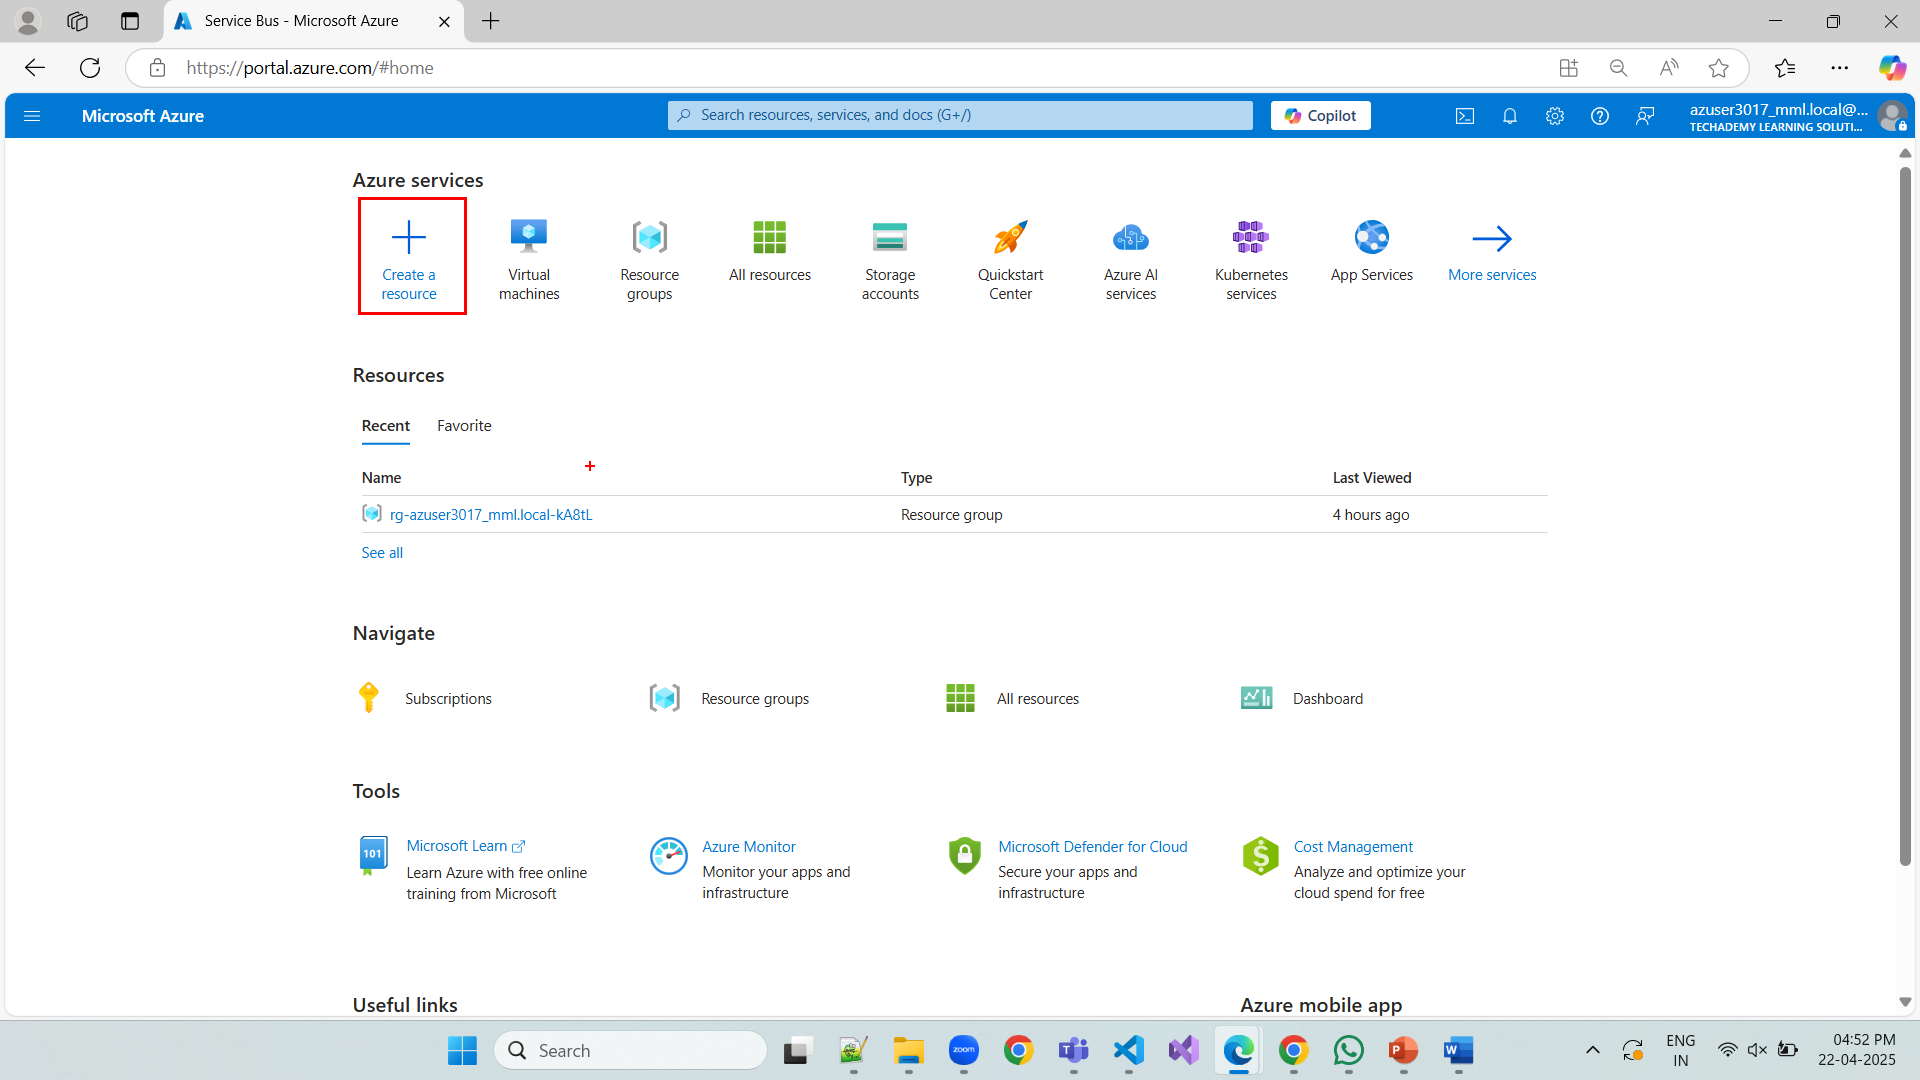 Service Bus - Microsoft Azure
https://portal.azure.com/#home
Microsoft Azure
Search resources, services, and docs (G+/)
Copilot
azuser3017_mml.local@...
TECHADEMY LEARNING SOLUTI...
Azure services
Create a
resource
Virtual
machines
Resource
groups
All resources
Storage
accounts
Quickstart
Center
Azure AI
services
Kubernetes
services
App Services
More services
Resources
Recent
Favorite
Name
Type
Last Viewed
rg-azuser3017_mml.local-kA8tL
Resource group
4 hours ago
See all
Navigate
Subscriptions
Resource groups
All resources
Dashboard
Tools
101
Microsoft Learn
Learn Azure with free online
training from Microsoft
Azure Monitor
Monitor your apps and
infrastructure
Microsoft Defender for Cloud
Secure your apps and
infrastructure
$
Cost Management
Analyze and optimize your
cloud spend for free
Useful links
Azure mobile app
Search
zoom
ENG
IN
04:52 PM
22-04-2025